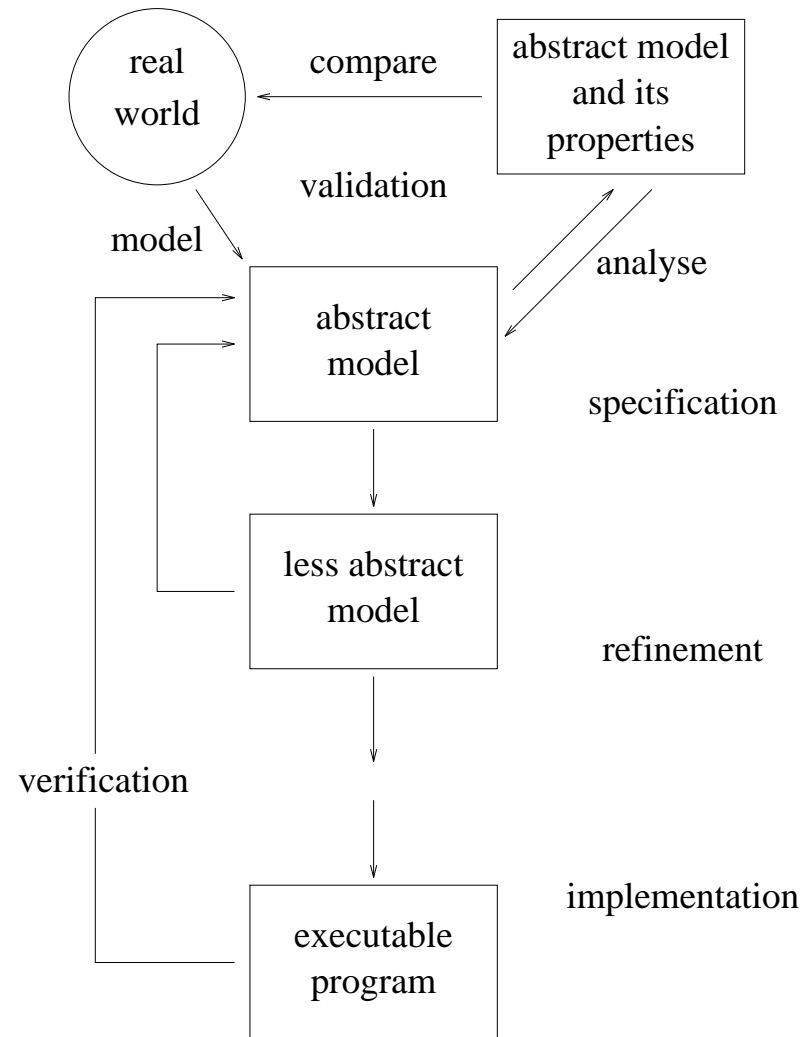 real
world
compare
abstract model
and its
properties
validation
model
analyse
abstract
model
specification
less abstract
model
refinement
verification
implementation
executable
program